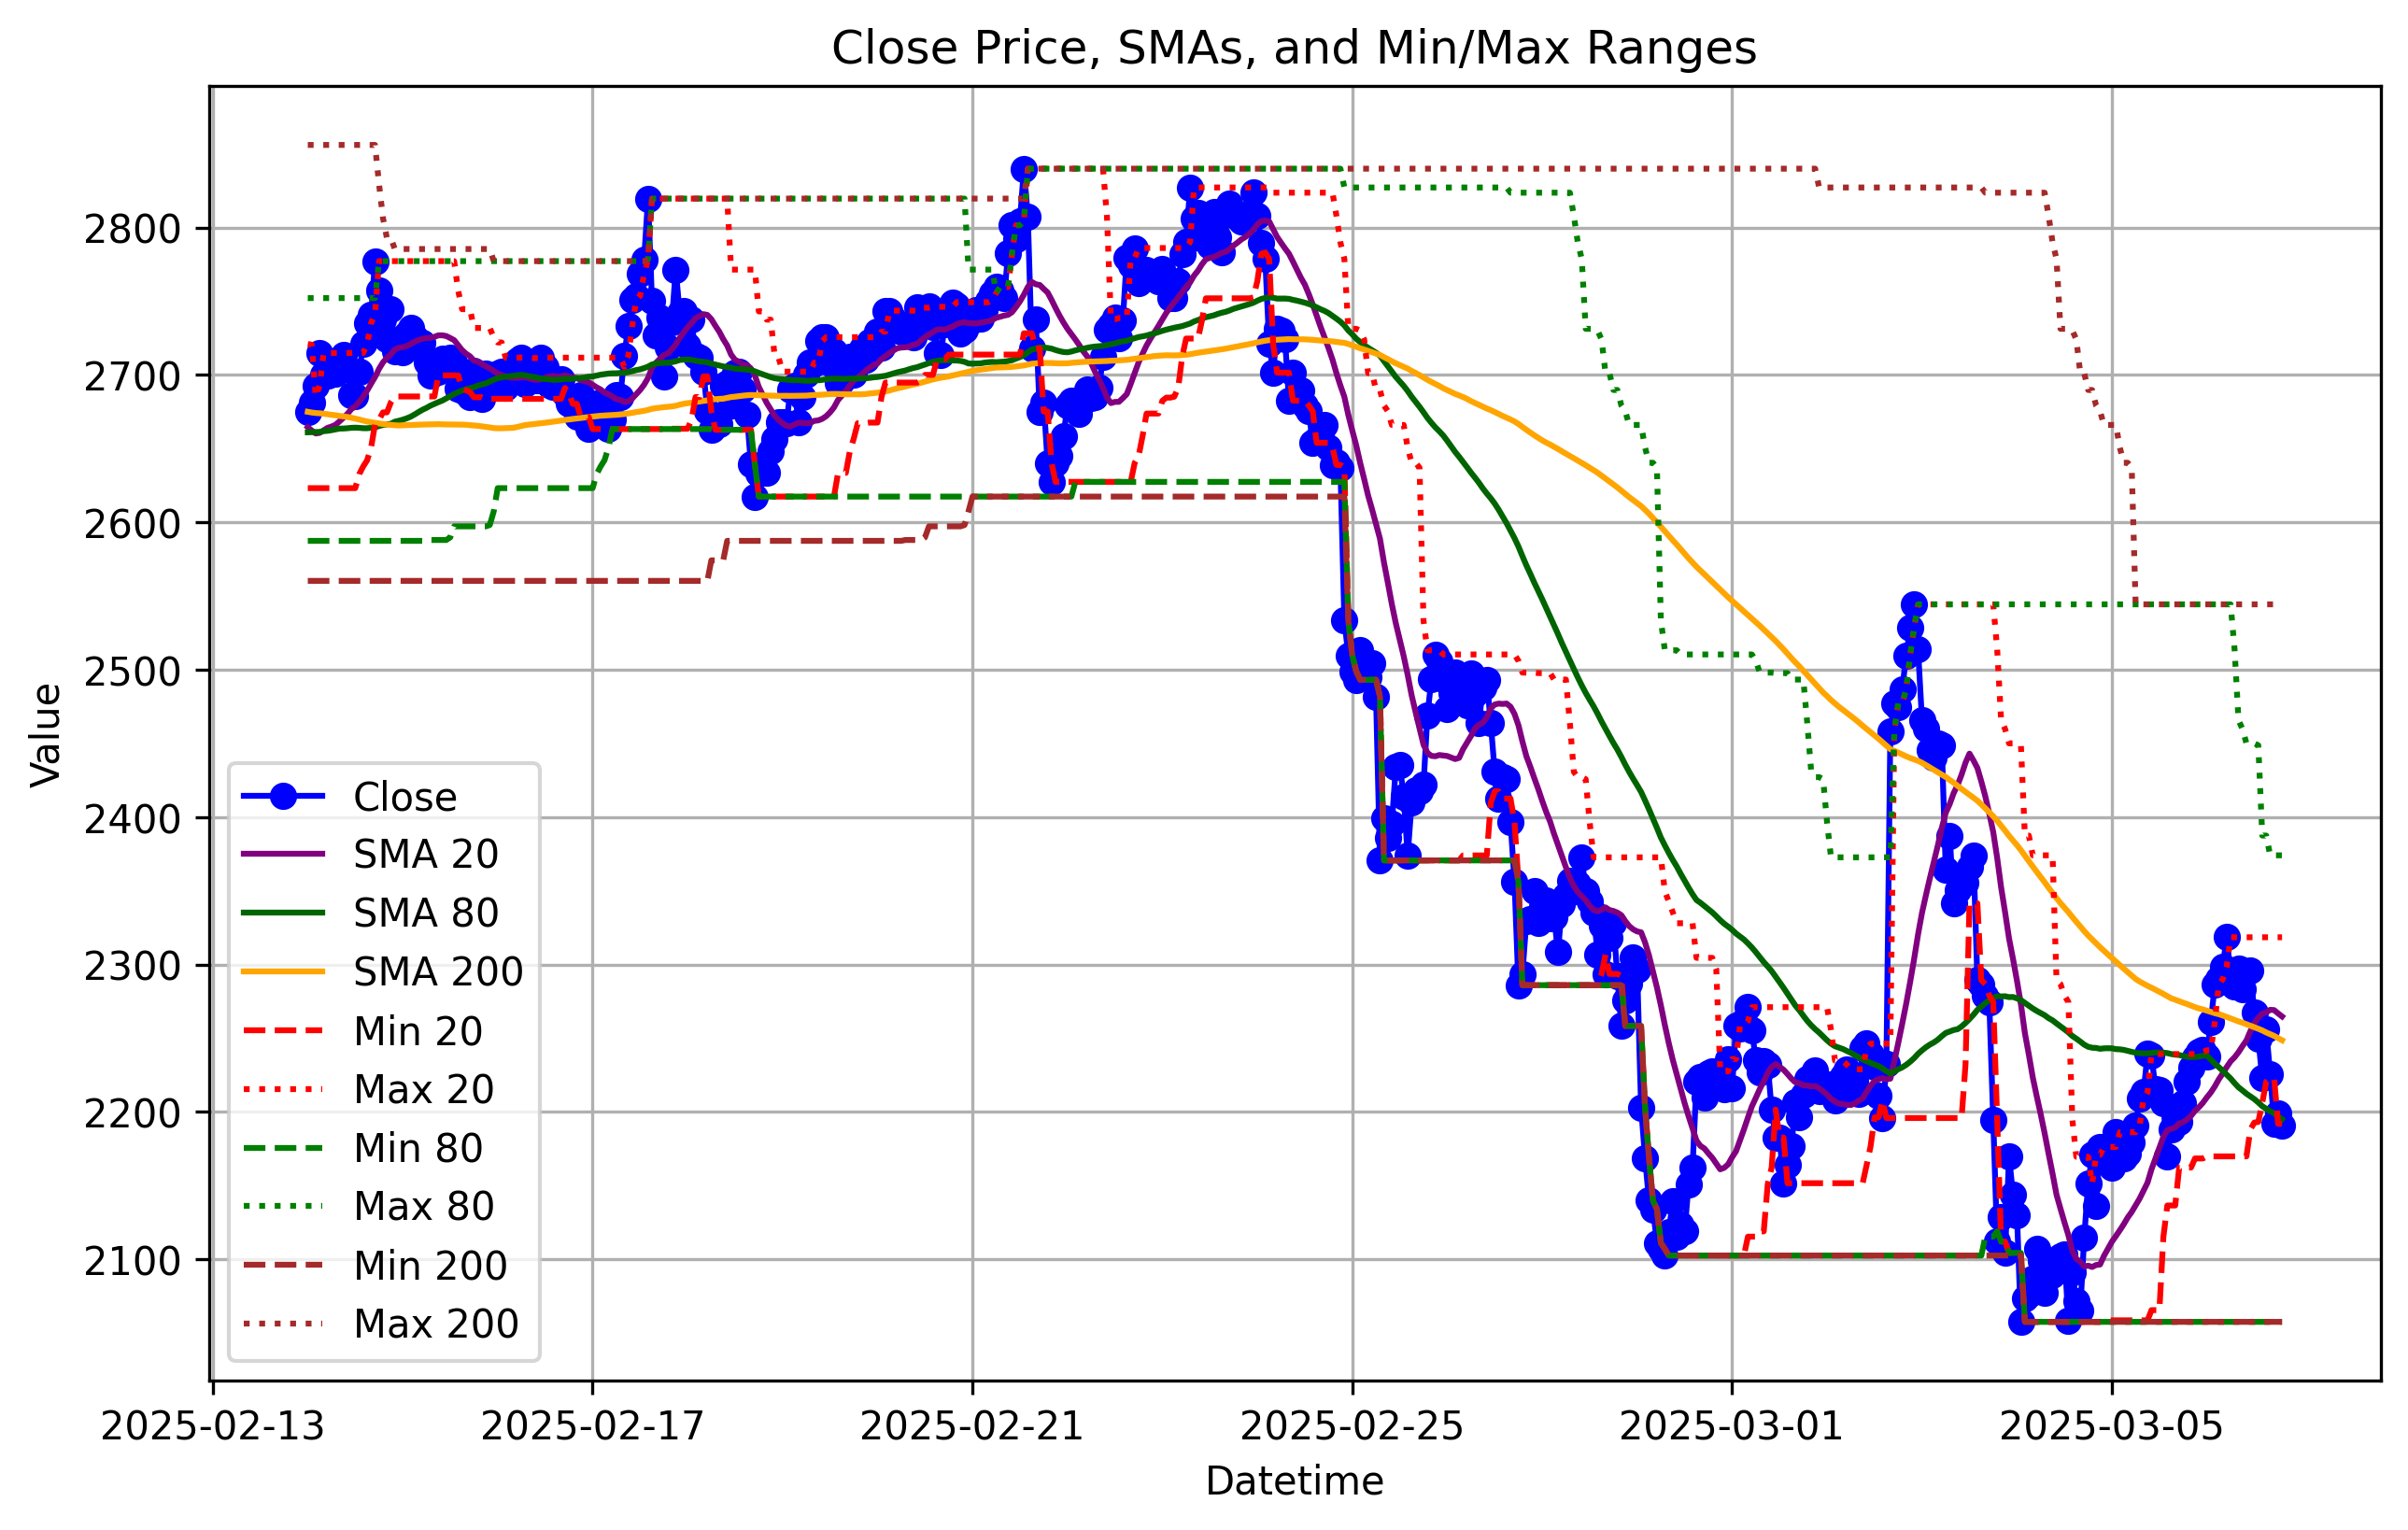 Close Price, SMAs, and Min/Max Ranges
2800
2700
2600
2500
2400
2300
2200
2100
Value
Close
SMA 20
SMA 80
SMA 200
Min 20
Max 20
Min 80
Max 80
Min 200
Max 200
2025-02-13 2025-02-17 2025-02-21 2025-02-25 2025-03-01 2025-03-05
Datetime